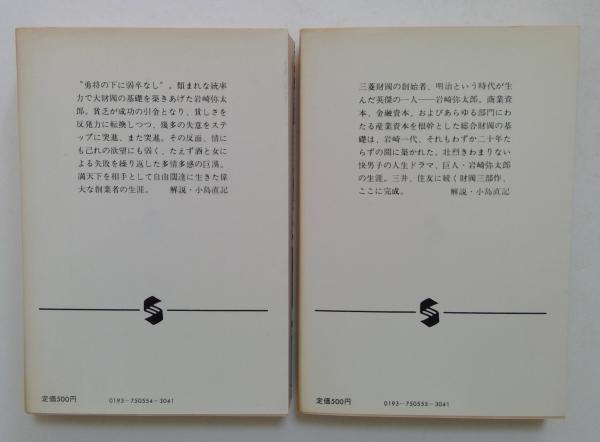 〝勇将の下に弱卒なし〟。類まれな統率
力で大財閥の基礎を築きあげた岩崎弥太
郎。貧乏が成功の引金となり、貧しさを
反発力に転換しつつ、幾多の失意をステ
ップに突進、また突進。その反面、情に
も己れの欲望にも弱く、たえず酒と女に
よる失敗を繰り返した多情多感の巨漢。
満天下を相手として自由闊達に生きた偉
大な創業者の生涯。 解説・小島直記
定価500円
0193-750554-3041
三菱財閥の創始者、明治という時代が生
んだ英傑の一人――岩崎弥太郎。商業資
本、金融資本、およびあらゆる部門にわ
たる産業資本を根幹とした総合財閥の基
礎は、岩崎一代、それもわずか二十年た
らずの間に築かれた。壮烈きわまりない
快男子の人生ドラマ、巨人・岩崎弥太郎
の生涯。三井、住友に続く財閥三部作、
ここに完成。 解説・小島直記
定価500円
0193-750555-3041